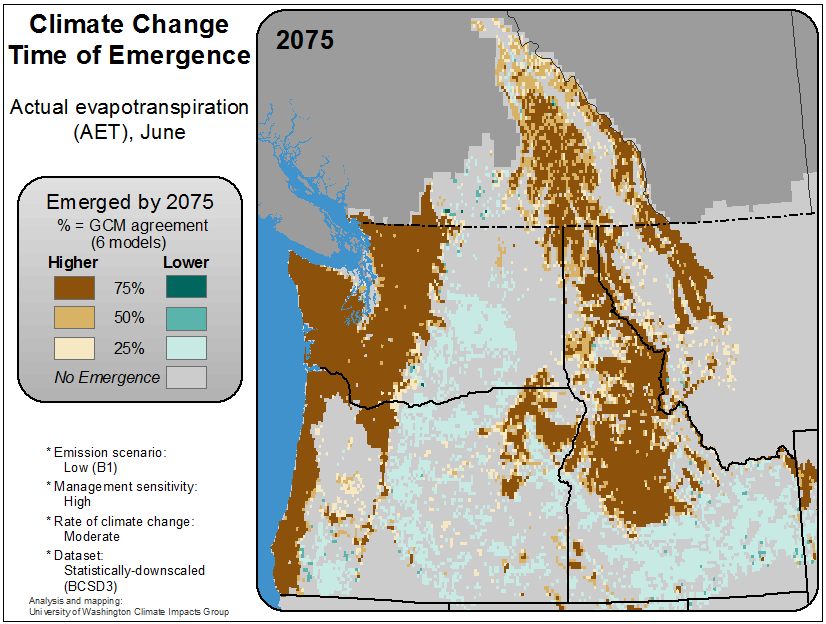 Climate Change
Time of Emergence
Actual evapotranspiration
(AET), June
2075
Emerged by 2075
% = GCM agreement
(6 models)
Higher Lower
75%
50%
25%
No Emergence
* Emission scenario:
Low (B1)
* Management sensitivity:
High
* Rate of climate change:
Moderate
* Dataset:
Statistically-downscaled
(BCSD3)
Analysis and mapping:
University of Washington Climate Impacts Group